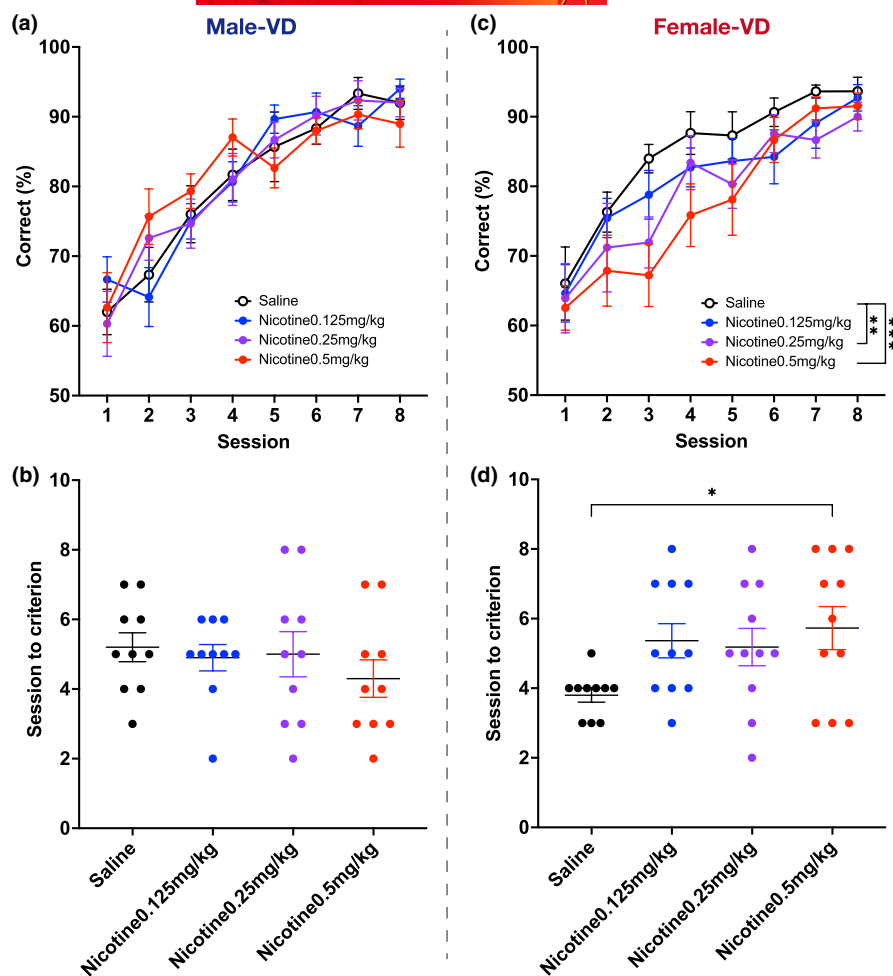 (a)
Male-VD
100
90
80
70
60
50
Correct (%)
Saline
Nicotine0.125mg/kg
Nicotine0.25mg/kg
Nicotine0.5mg/kg
1 2 3 4 5 6 7 8
Session
(c)
Female-VD
100
90
80
70
60
50
Correct (%)
Saline
Nicotine0.125mg/kg
Nicotine0.25mg/kg
Nicotine0.5mg/kg
**
***
1 2 3 4 5 6 7 8
Session
(b)
10
8
6
4
2
0
Session to criterion
Saline
Nicotine0.125mg/kg
Nicotine0.25mg/kg
Nicotine0.5mg/kg
(d)
10
8
6
4
2
0
Session to criterion
*
Saline
Nicotine0.125mg/kg
Nicotine0.25mg/kg
Nicotine0.5mg/kg